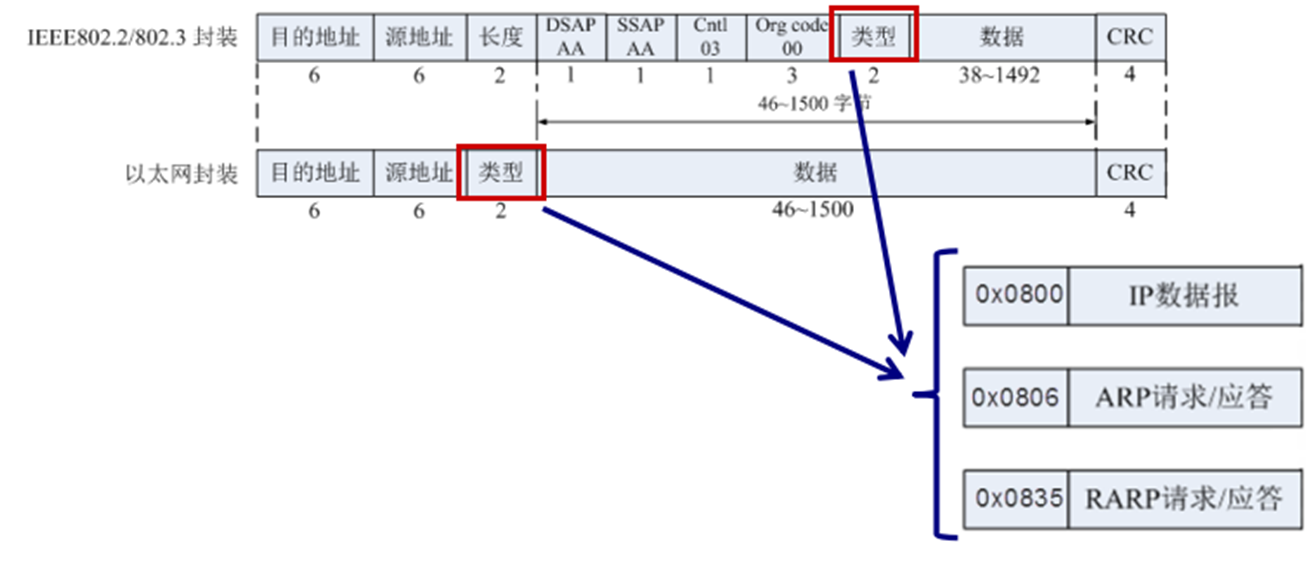 IEEE802.2/802.3 封装 目的地址 源地址 长度 DSAP AA SSAP AA Cntl 03 Org code 00 类型 数据 CRC
6 6 2 1 1 1 3 2 38~1492 4
46~1500 字节
以太网封装 目的地址 源地址 类型 数据 CRC
6 6 2 46~1500 4
0x0800 IP数据报
0x0806 ARP请求/应答
0x0835 RARP请求/应答